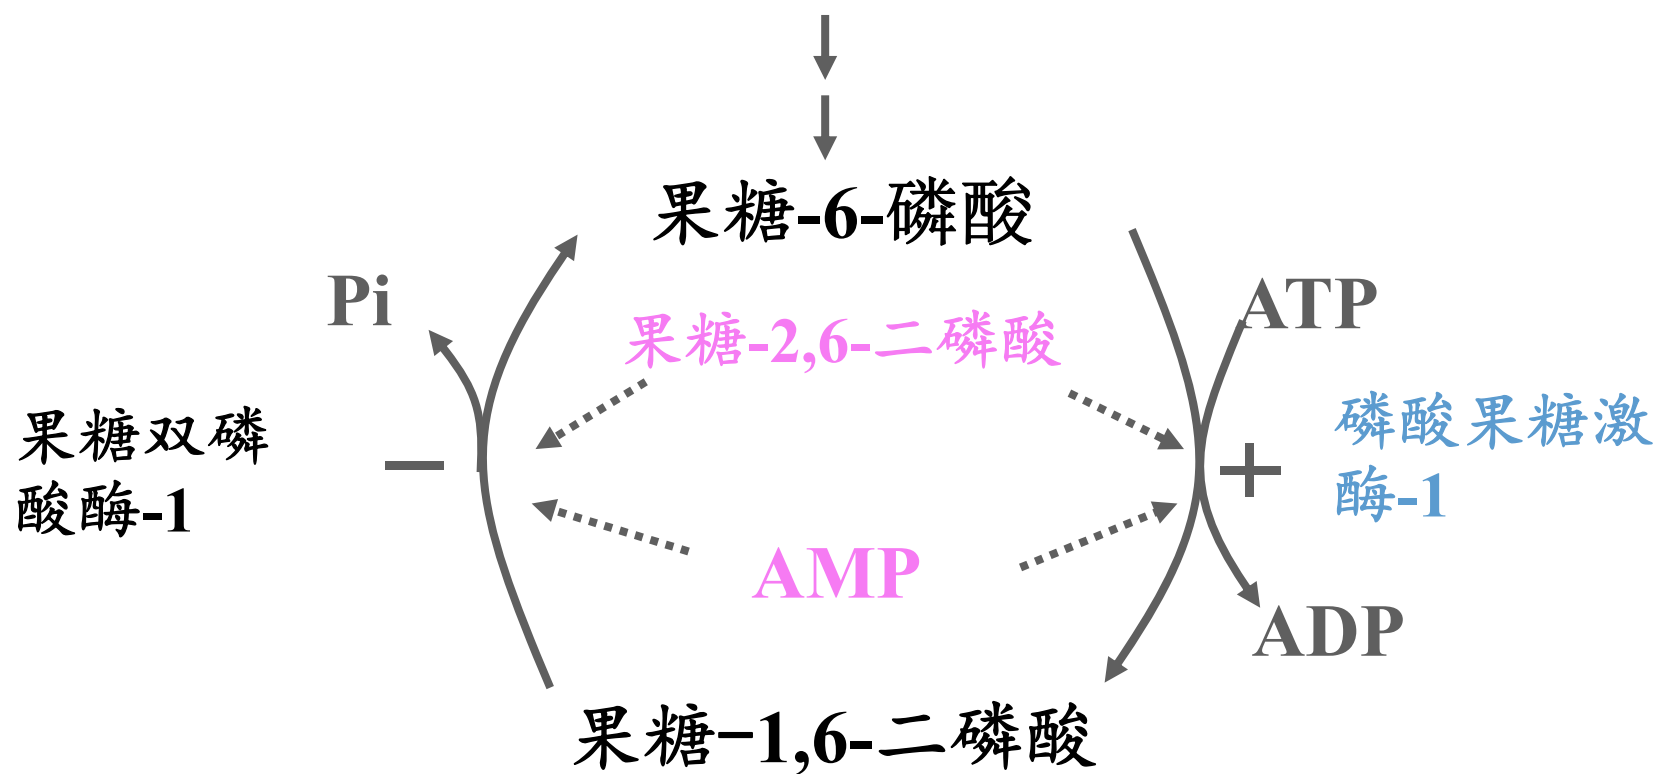 果糖-6-磷酸
Pi
ATP
果糖-2,6-二磷酸
果糖双磷
酸酶-1
−
+
磷酸果糖激
酶-1
AMP
ADP
果糖−1,6-二磷酸